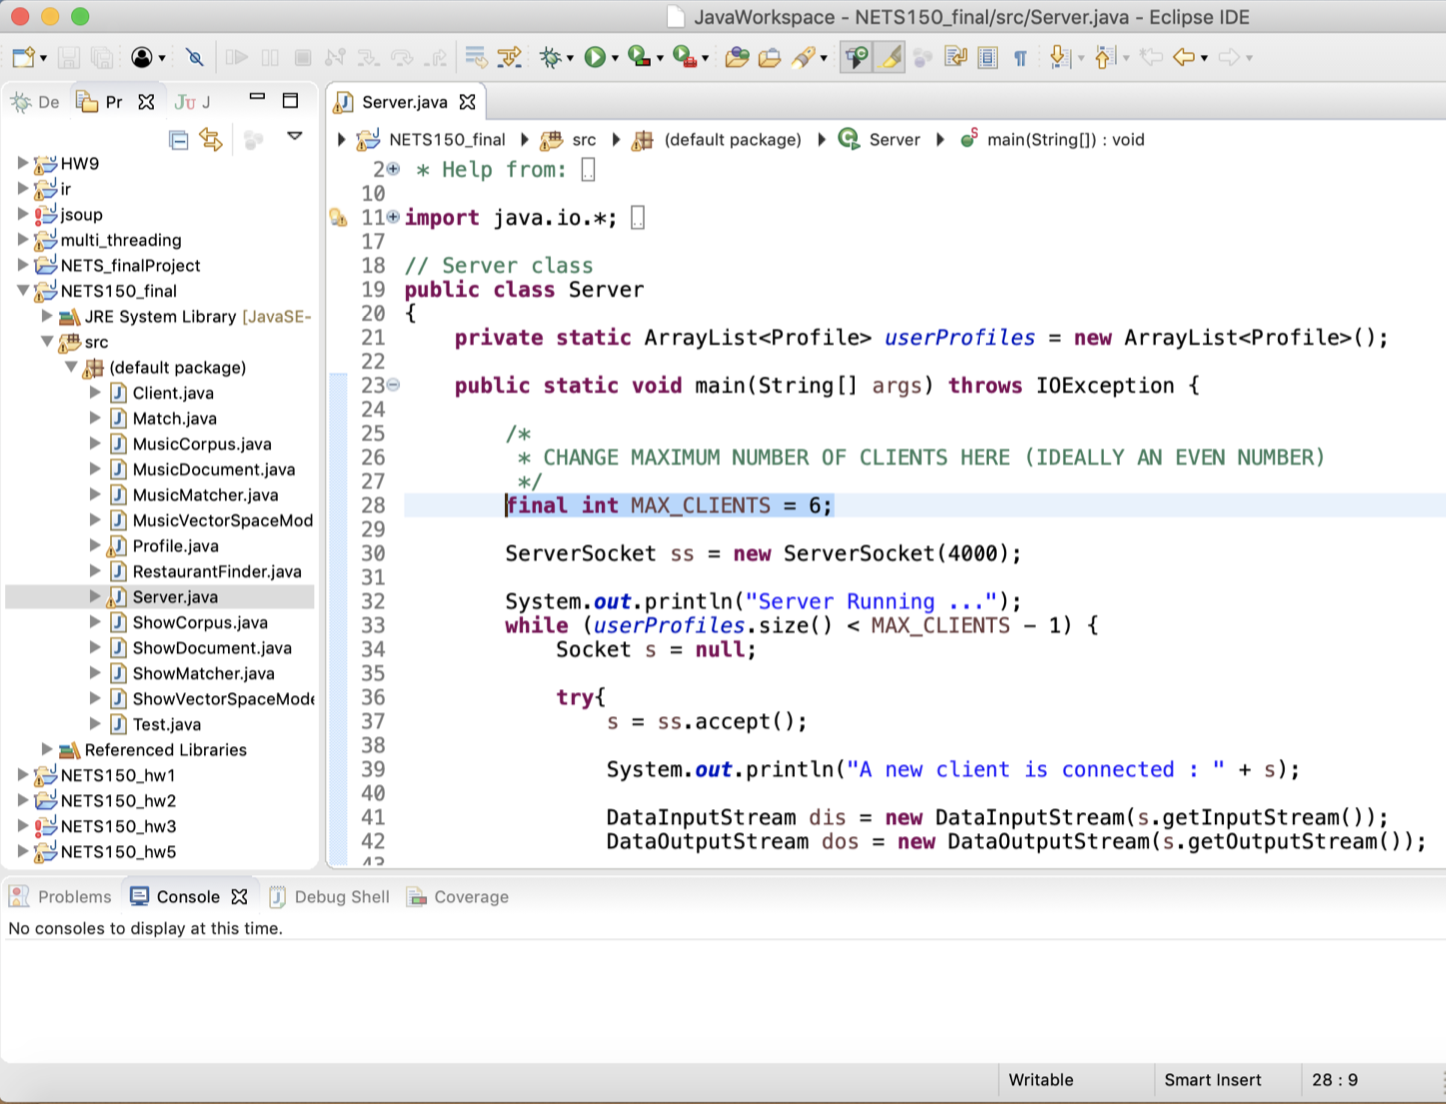 JavaWorkspace - NETS150_final/src/Server.java - Eclipse IDE
De Pr JU J
Server.java
NETS150_final src (default package) Server main(String[]) : void
HW9
ir
jsoup
multi_threading
NETS_finalProject
NETS150_final
JRE System Library [JavaSE-
src
(default package)
Client.java
Match.java
MusicCorpus.java
MusicDocument.java
MusicMatcher.java
MusicVectorSpaceMod
Profile.java
RestaurantFinder.java
Server.java
ShowCorpus.java
ShowDocument.java
ShowMatcher.java
ShowVectorSpaceMode
Test.java
Referenced Libraries
NETS150_hw1
NETS150_hw2
NETS150_hw3
NETS150_hw5
2 * Help from:
10
11 import java.io.*;
17
18 // Server class
19 public class Server
20 {
21 private static ArrayList<Profile> userProfiles = new ArrayList<Profile>();
22
23 public static void main(String[] args) throws IOException {
24
25 /*
26 * CHANGE MAXIMUM NUMBER OF CLIENTS HERE (IDEALLY AN EVEN NUMBER)
27 */
28 final int MAX_CLIENTS = 6;
29
30 ServerSocket ss = new ServerSocket(4000);
31
32 System.out.println("Server Running ...");
33 while (userProfiles.size() < MAX_CLIENTS - 1) {
34 Socket s = null;
35
36 try{
37 s = ss.accept();
38
39 System.out.println("A new client is connected : " + s);
40
41 DataInputStream dis = new DataInputStream(s.getInputStream());
42 DataOutputStream dos = new DataOutputStream(s.getOutputStream());
43
Problems Console Debug Shell Coverage
No consoles to display at this time.
Writable Smart Insert 28 : 9